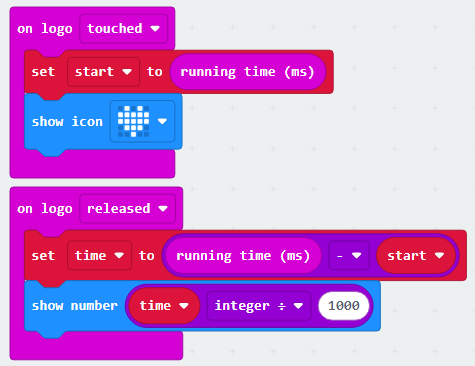 on logo touched
set start to running time (ms)
show icon
on logo released
set time to running time (ms) - start
show number time integer ÷ 1000